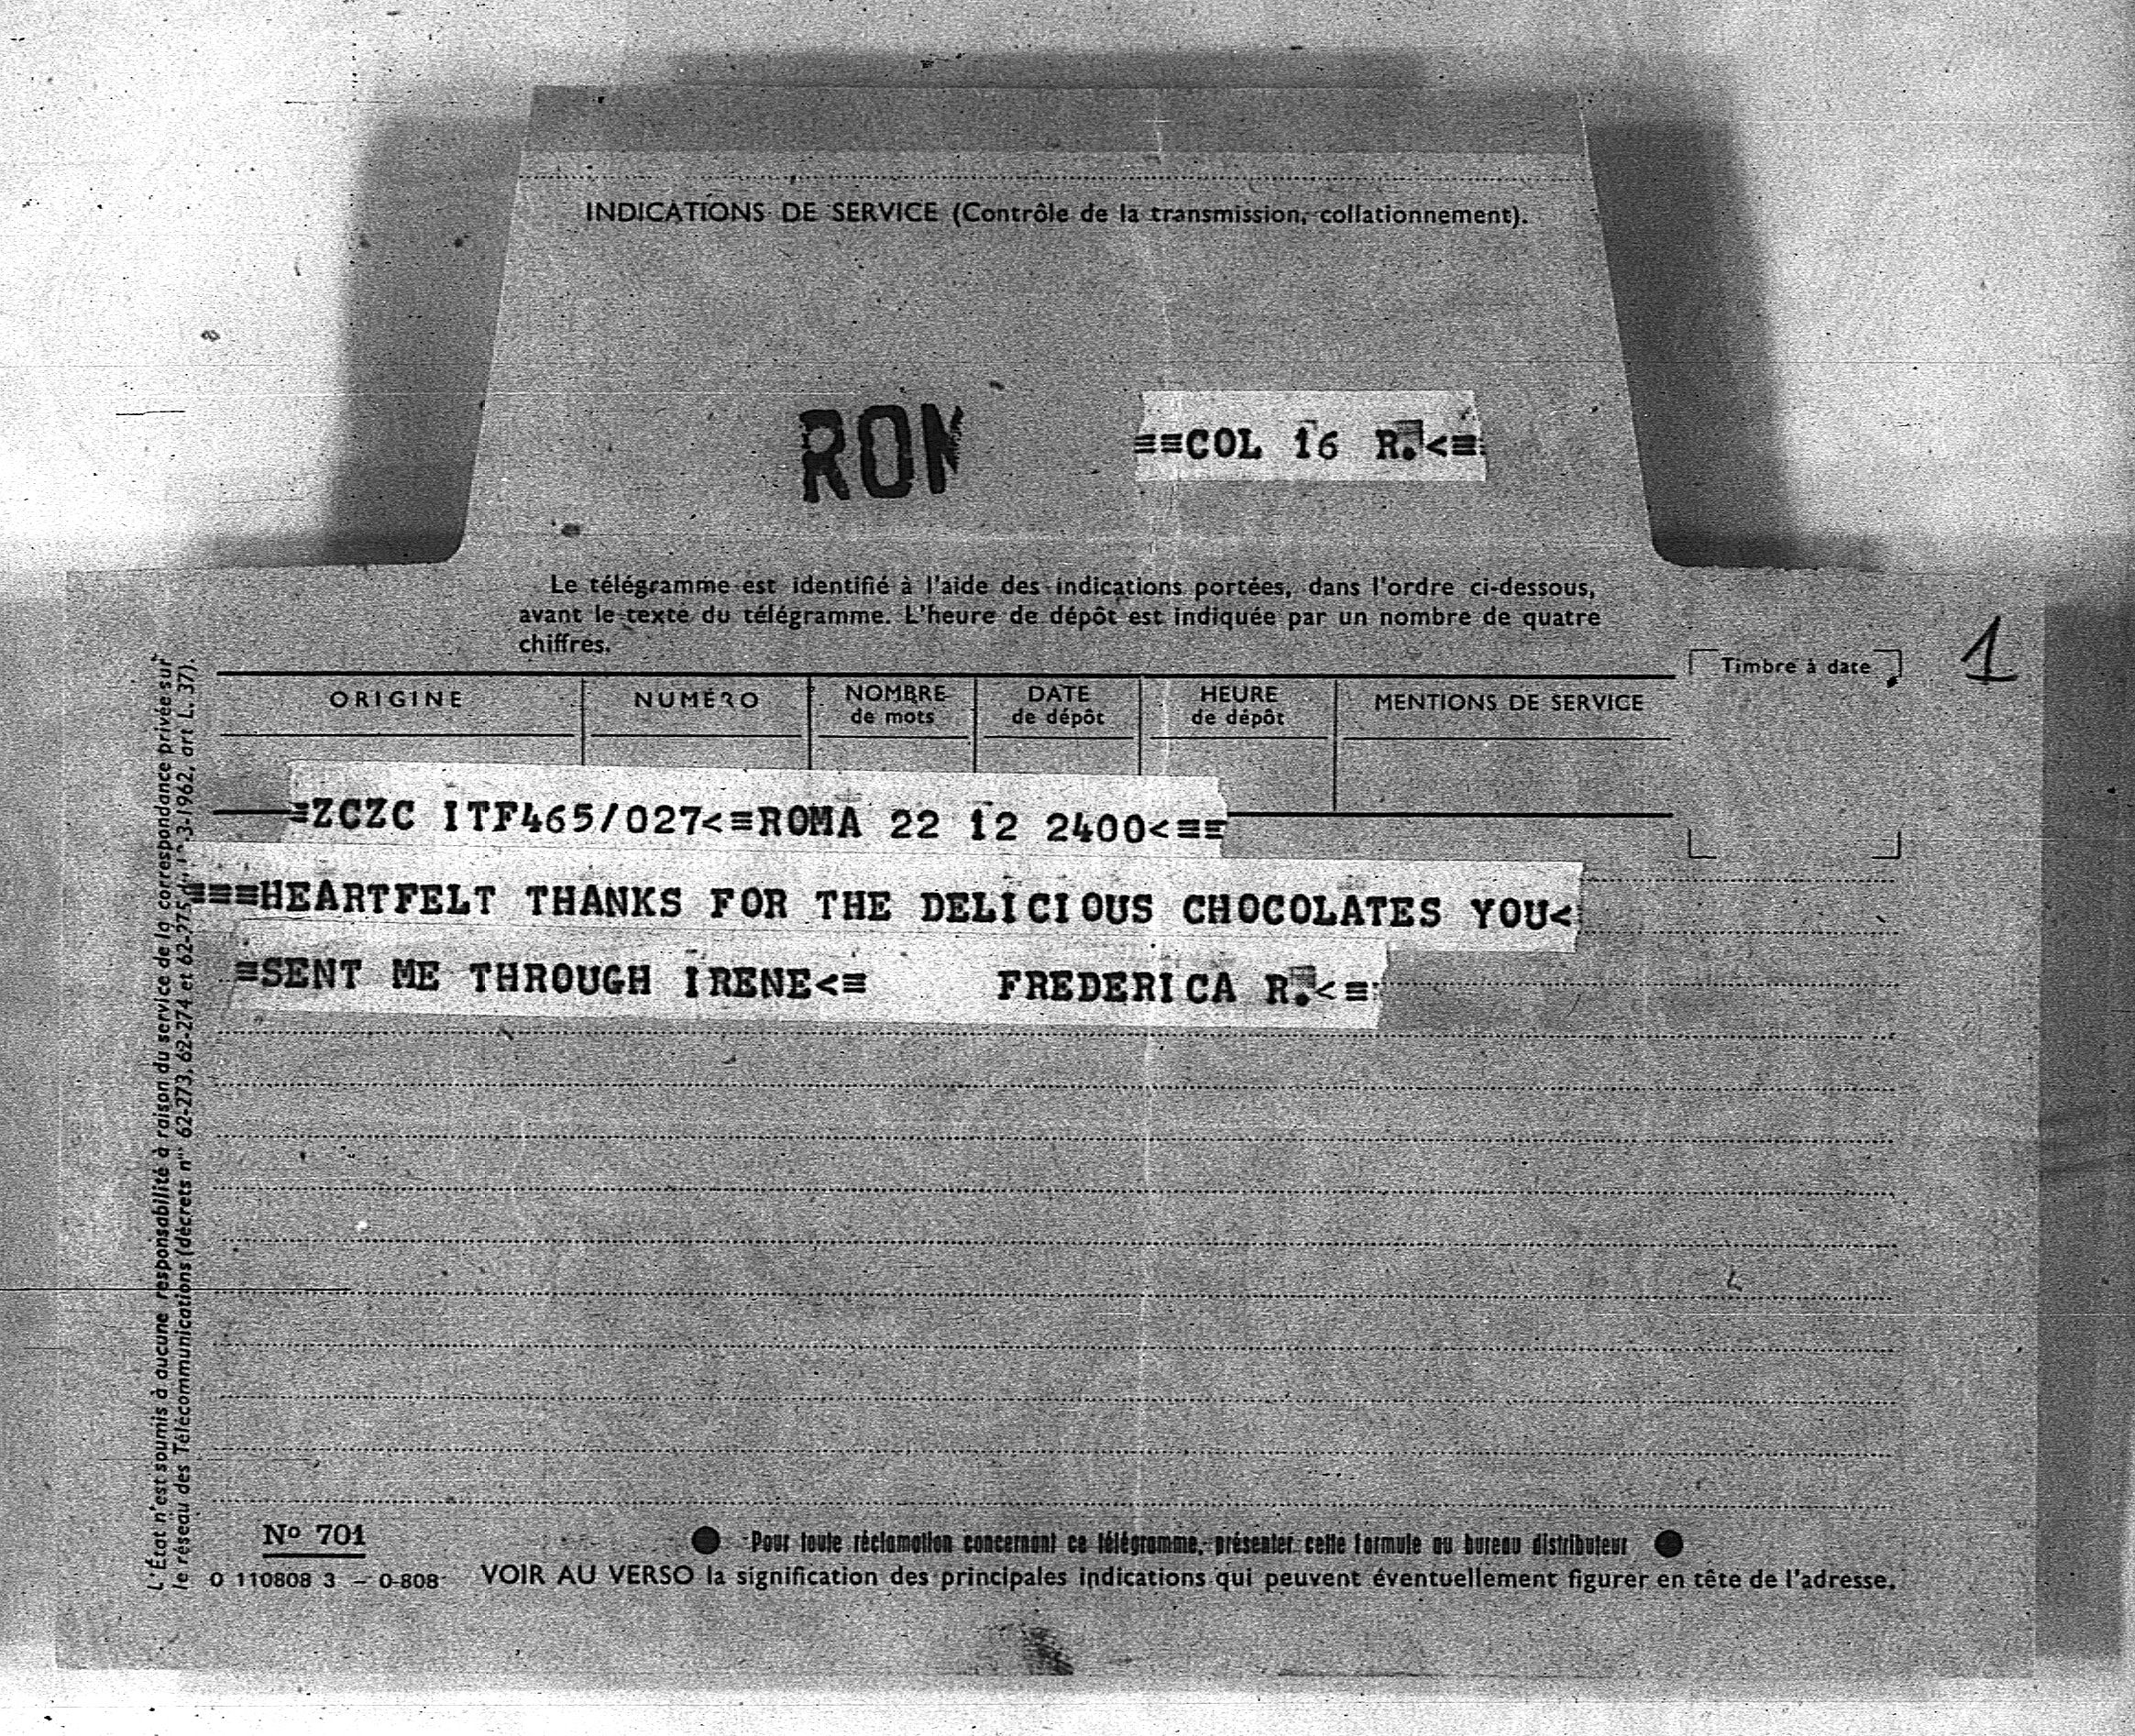 INDICATIONS DE SERVICE (Contrôle de la transmission, collationnement).
RON
==COL 16 R.<≡
Le télégramme est identifié à l'aide des indications portées, dans l'ordre ci-dessous,
avant le texte du télégramme. L'heure de dépôt est indiquée par un nombre de quatre
chiffres.
1
Timbre à date
ORIGINE NUMÉRO NOMBRE de mots DATE de dépôt HEURE de dépôt MENTIONS DE SERVICE
=ZCZC ITF465/027<≡ROMA 22 12 2400<≡=
≡≡≡HEARTFELT THANKS FOR THE DELICIOUS CHOCOLATES YOU<
≡SENT ME THROUGH IRENE<≡ FREDERICA R.<≡
L'État n'est soumis à aucune responsabilité à raison du service de la correspondance privée sur
le réseau des Télécommunications (décrets nos 62-273, 62-274 et 62-275 3-1962, art L. 37).
No 701
O 110808 3 – O-808
● Pour toute réclamation concernant ce télégramme, présenter cette formule au bureau distributeur ●
VOIR AU VERSO la signification des principales indications qui peuvent éventuellement figurer en tête de l'adresse.